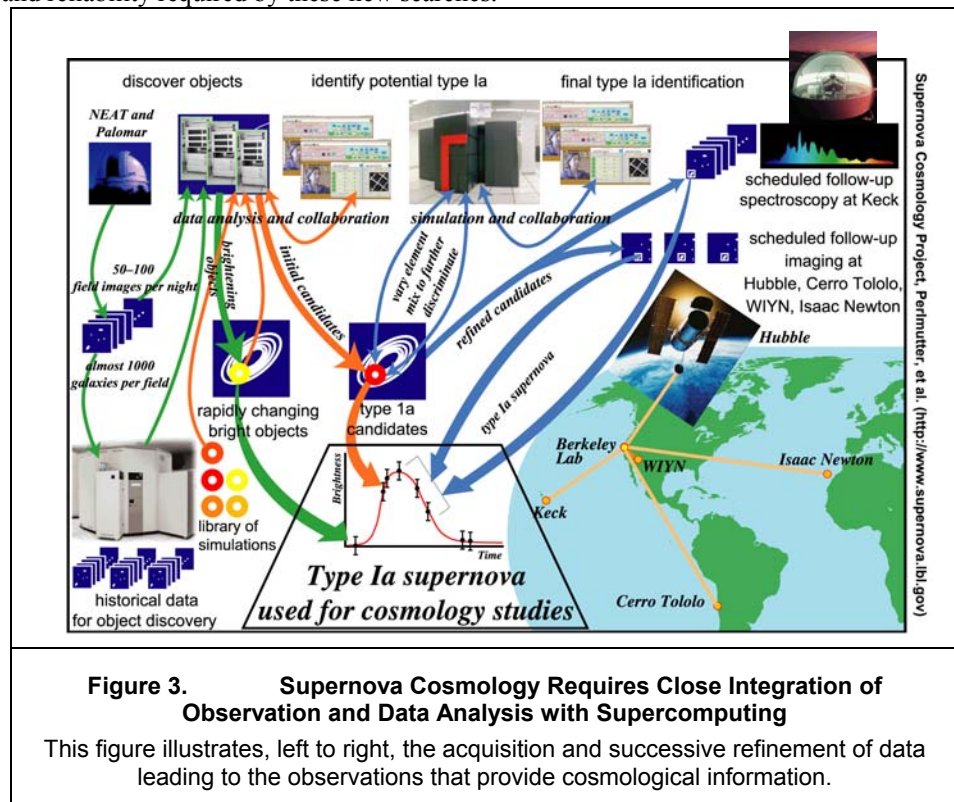 and reliability required by these new searches.
discover objects
identify potential type Ia
final type Ia identification
NEAT and
Palomar
data analysis and collaboration
simulation and collaboration
scheduled follow-up
spectroscopy at Keck
scheduled follow-up
imaging at
Hubble, Cerro Tololo,
WIYN, Isaac Newton
50–100
field images per night
brightening
objects
initial candidates
vary element
mix to further
discriminate
refined candidates
type Ia supernova
almost 1000
galaxies per field
rapidly changing
bright objects
type 1a
candidates
library of
simulations
historical data
for object discovery
Brightness
Time
Type Ia supernova
used for cosmology studies
Hubble
Berkeley
Lab
WIYN
Isaac Newton
Keck
Cerro Tololo
Supernova Cosmology Project, Perlmutter, et al. (http://www.supernova.lbl.gov)
Figure 3. Supernova Cosmology Requires Close Integration of
Observation and Data Analysis with Supercomputing
This figure illustrates, left to right, the acquisition and successive refinement of data
leading to the observations that provide cosmological information.